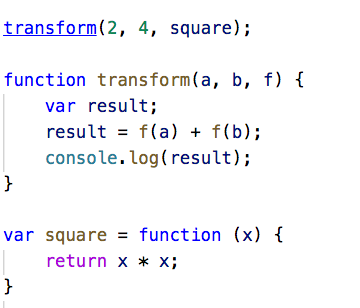 transform(2, 4, square);
function transform(a, b, f) {
    var result;
    result = f(a) + f(b);
    console.log(result);
}
var square = function (x) {
    return x * x;
}